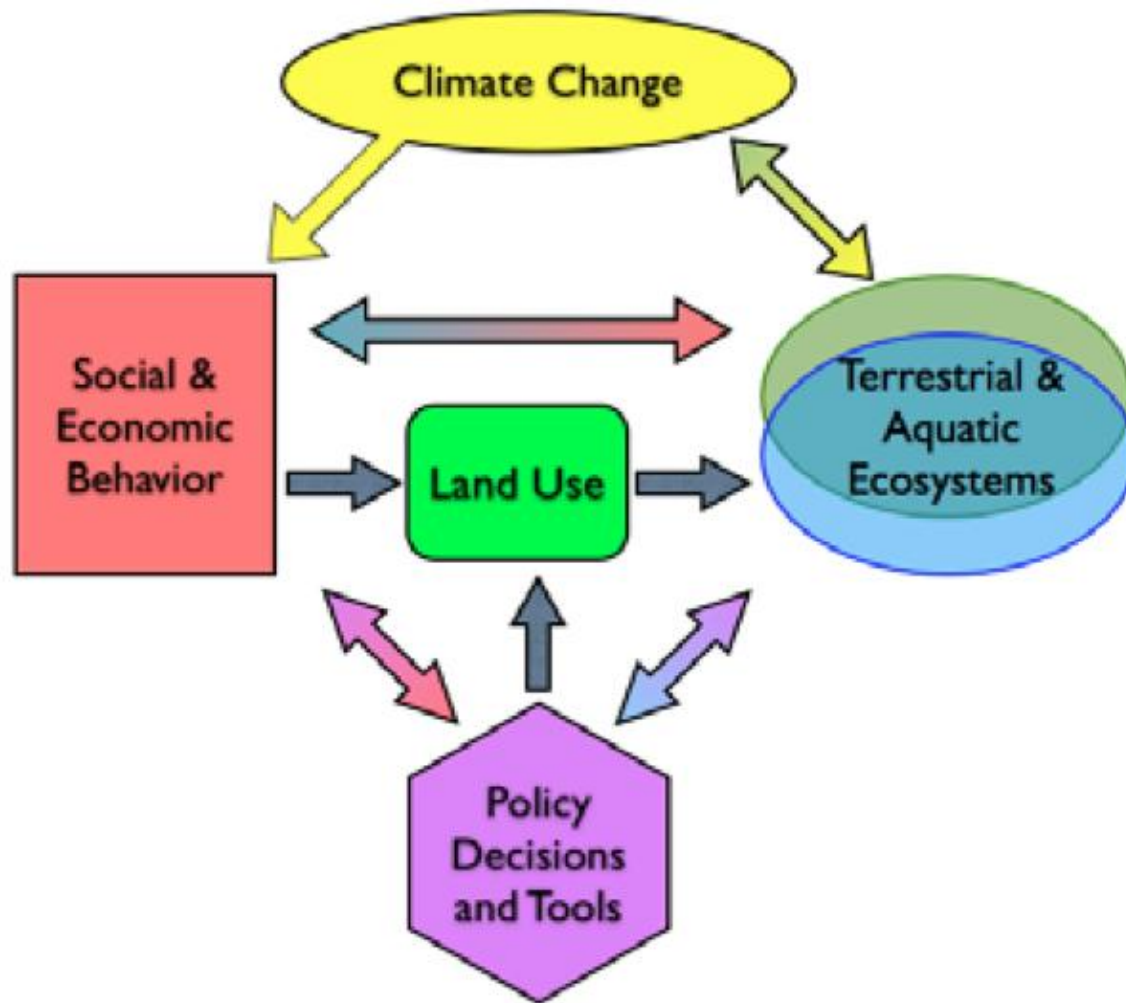 Climate Change
Social &
Economic
Behavior
Land Use
Terrestrial &
Aquatic
Ecosystems
Policy
Decisions
and Tools